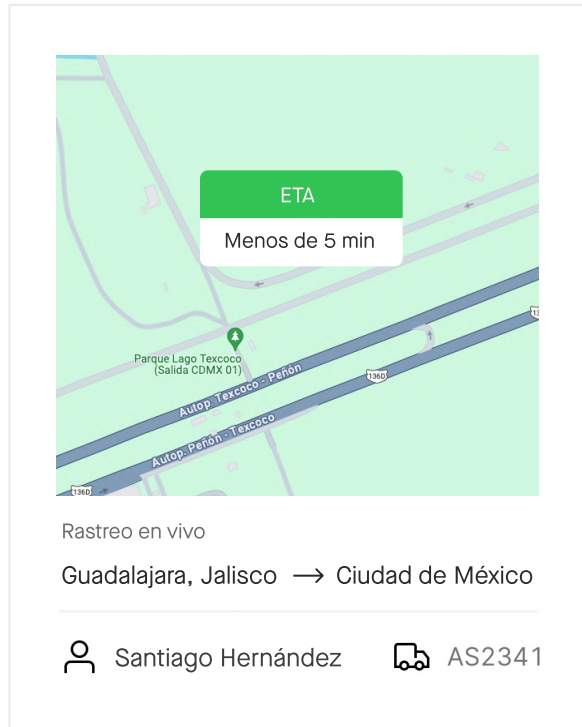 ETA
Menos de 5 min
Parque Lago Texcoco
(Salida CDMX 01)
Autop. Texcoco - Peñón
136D
Autop. Peñón - Texcoco
136D
Rastreo en vivo
Guadalajara, Jalisco → Ciudad de México
Santiago Hernández AS2341